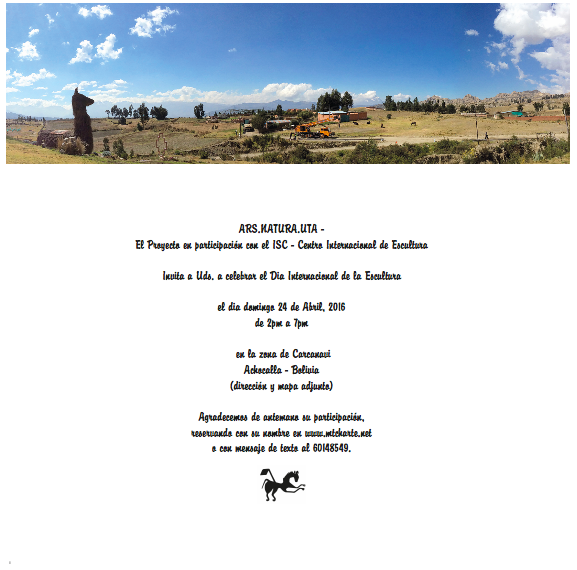 ARS.NATURA.UTA -
El Proyecto en participación con el ISC - Centro Internacional de Escultura
Invita a Uds. a celebrar el Dia Internacional de la Escultura
el dia domingo 24 de Abril, 2016
de 2pm a 7pm
en la zona de Carcanavi
Achocalla - Bolivia
(dirección y mapa adjunto)
Agradecemos de antemano su participación,
reservando con su nombre en www.mtcharte.net
o con mensaje de texto al 60148549.